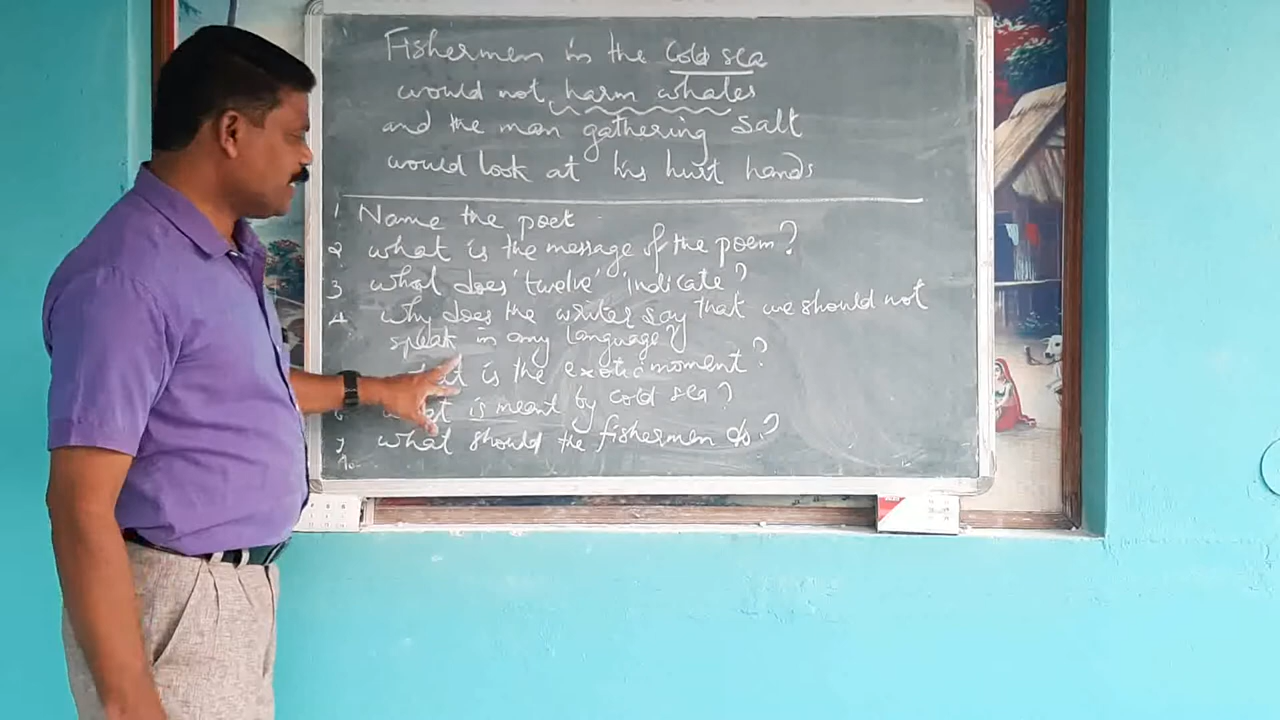 Fishermen in the cold sea
would not harm whales
and the man gathering salt
would look at his hurt hands
1 Name the poet
2 what is the message of the poem?
3 what does 'twelve' indicate?
4 why does the writer say that we should not
speak in any language?
is the exotic moment?
6 what is meant by cold sea?
7 what should the fishermen do?